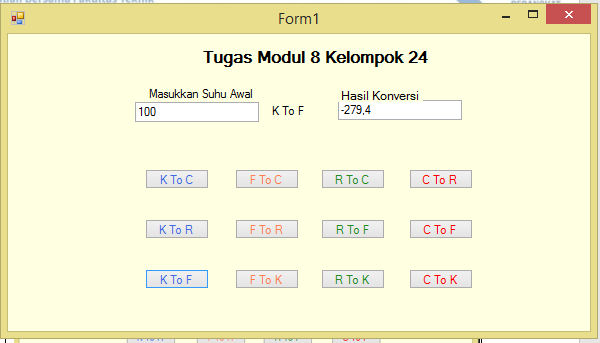 Form1
Tugas Modul 8 Kelompok 24
Masukkan Suhu Awal
Hasil Konversi
100
K To F
-279,4
K To C F To C R To C C To R
K To R F To R R To F C To F
K To F F To K R To K C To K